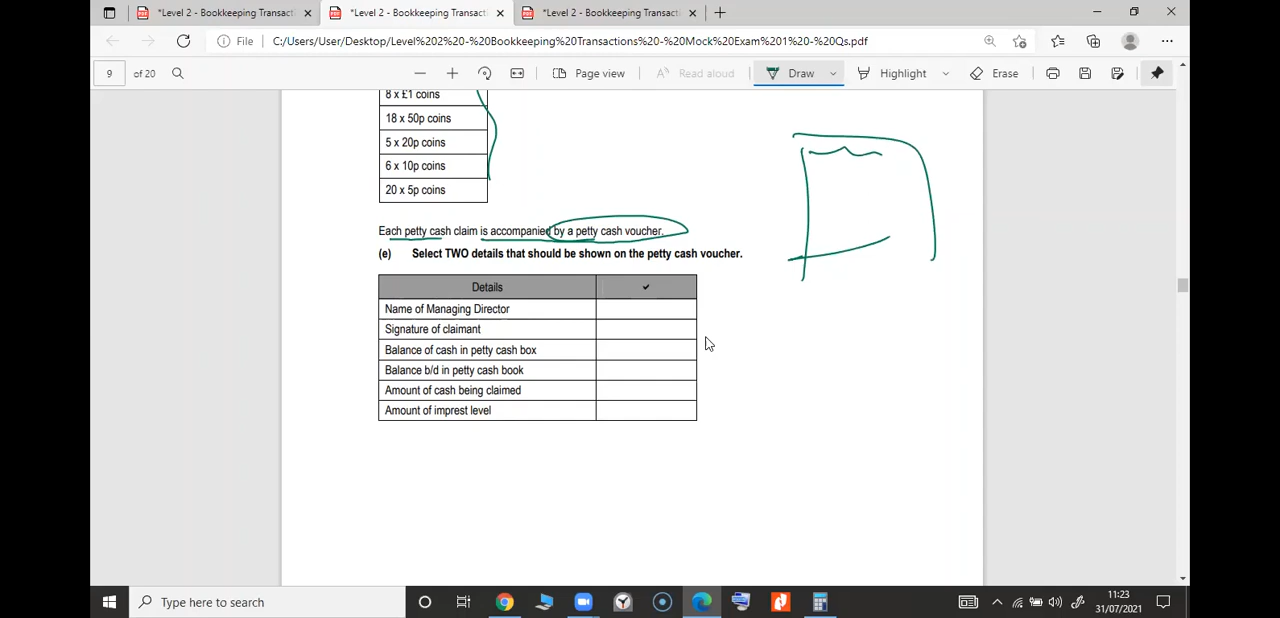 *Level 2 - Bookkeeping Transacti
*Level 2 - Bookkeeping Transacti
*Level 2 - Bookkeeping Transacti
File
C:/Users/User/Desktop/Level%202%20-%20Bookkeeping%20Transactions%20-%20Mock%20Exam%201%20-%20Qs.pdf
9
of 20
Page view
Read aloud
Draw
Highlight
Erase
8 x £1 coins
18 x 50p coins
5 x 20p coins
6 x 10p coins
20 x 5p coins
Each petty cash claim is accompanied by a petty cash voucher.
(e) Select TWO details that should be shown on the petty cash voucher.
Details ✓
Name of Managing Director
Signature of claimant
Balance of cash in petty cash box
Balance b/d in petty cash book
Amount of cash being claimed
Amount of imprest level
Type here to search
11:23
31/07/2021